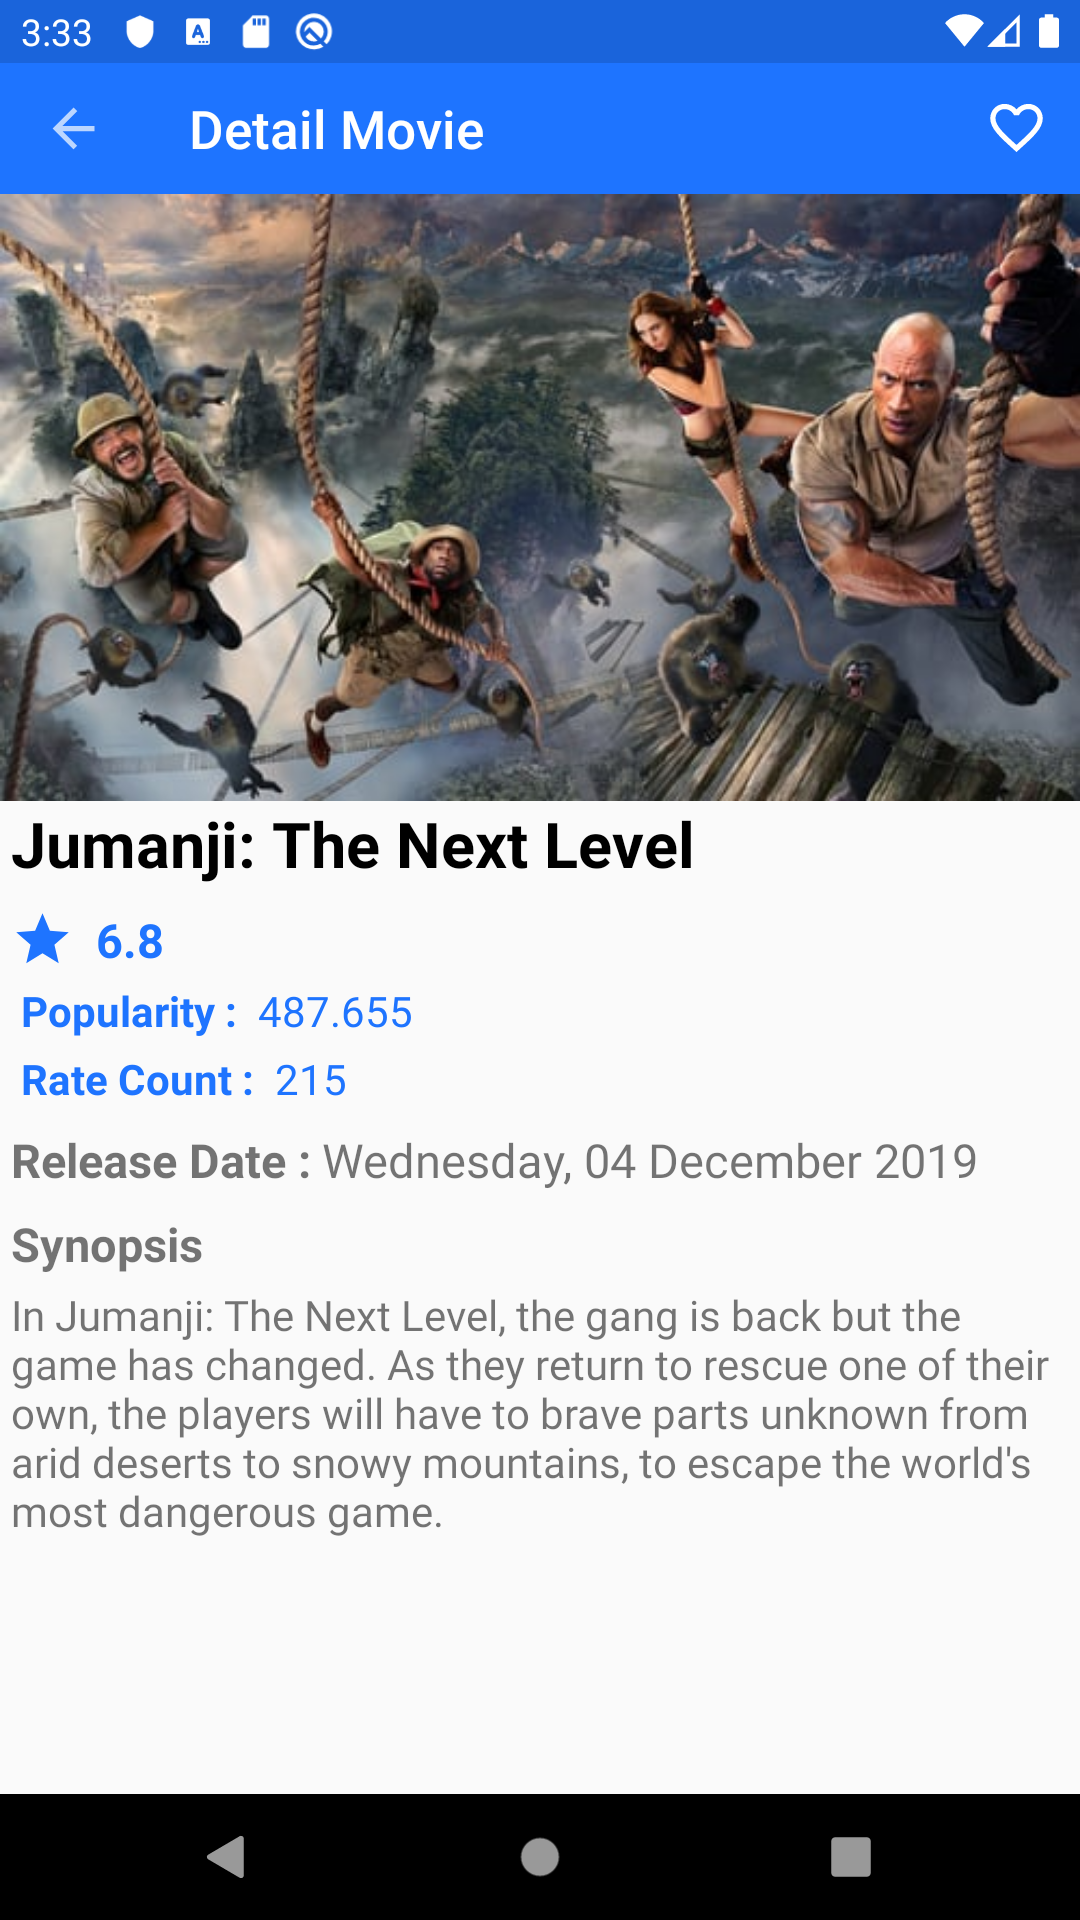 3:33
Detail Movie
Jumanji: The Next Level
6.8
Popularity : 487.655
Rate Count : 215
Release Date : Wednesday, 04 December 2019
Synopsis
In Jumanji: The Next Level, the gang is back but the
game has changed. As they return to rescue one of their
own, the players will have to brave parts unknown from
arid deserts to snowy mountains, to escape the world's
most dangerous game.